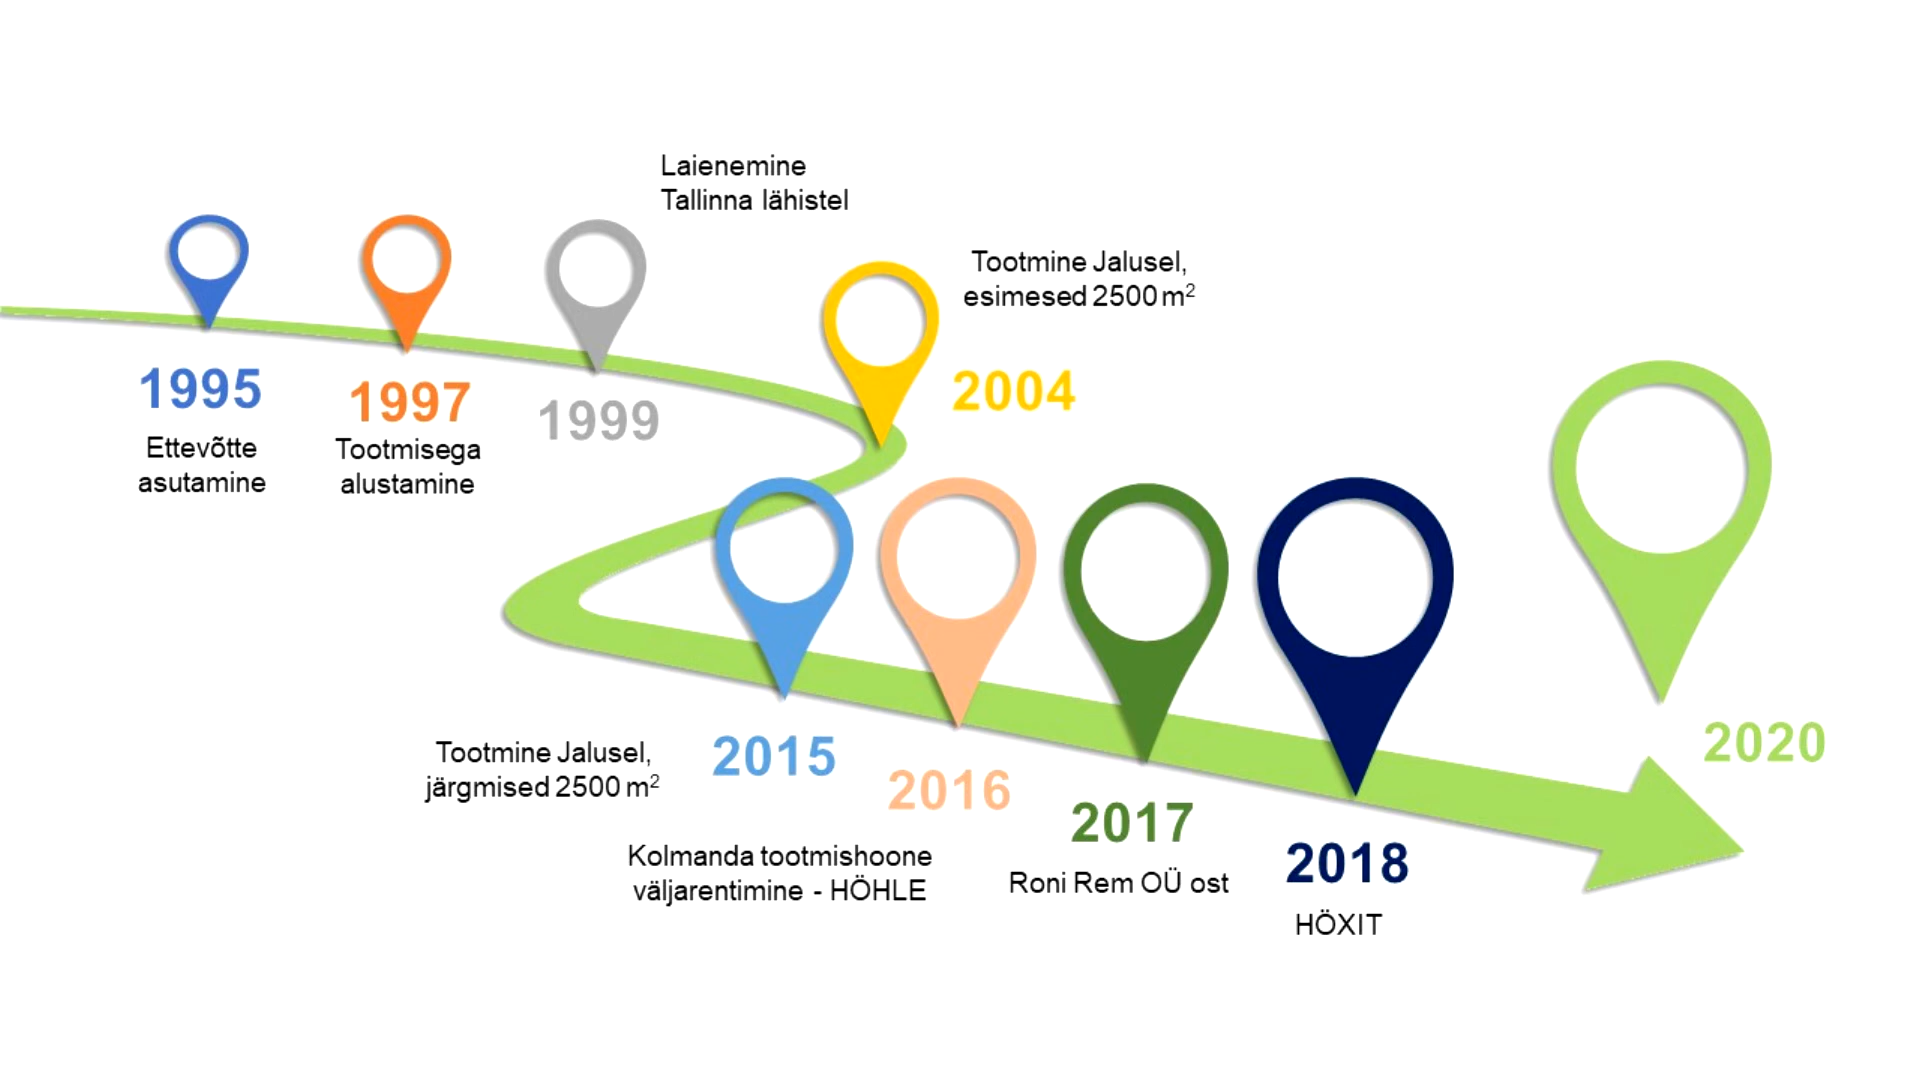 1995
Ettevõtte
asutamine
1997
Tootmisega
alustamine
Laienemine
Tallinna lähistel
1999
Tootmine Jalusel,
esimesed 2500 m²
2004
Tootmine Jalusel,
järgmised 2500 m²
2015
2016
Kolmanda tootmishoone
väljarentimine - HÖHLE
2017
Roni Rem OÜ ost
2018
HÖXIT
2020